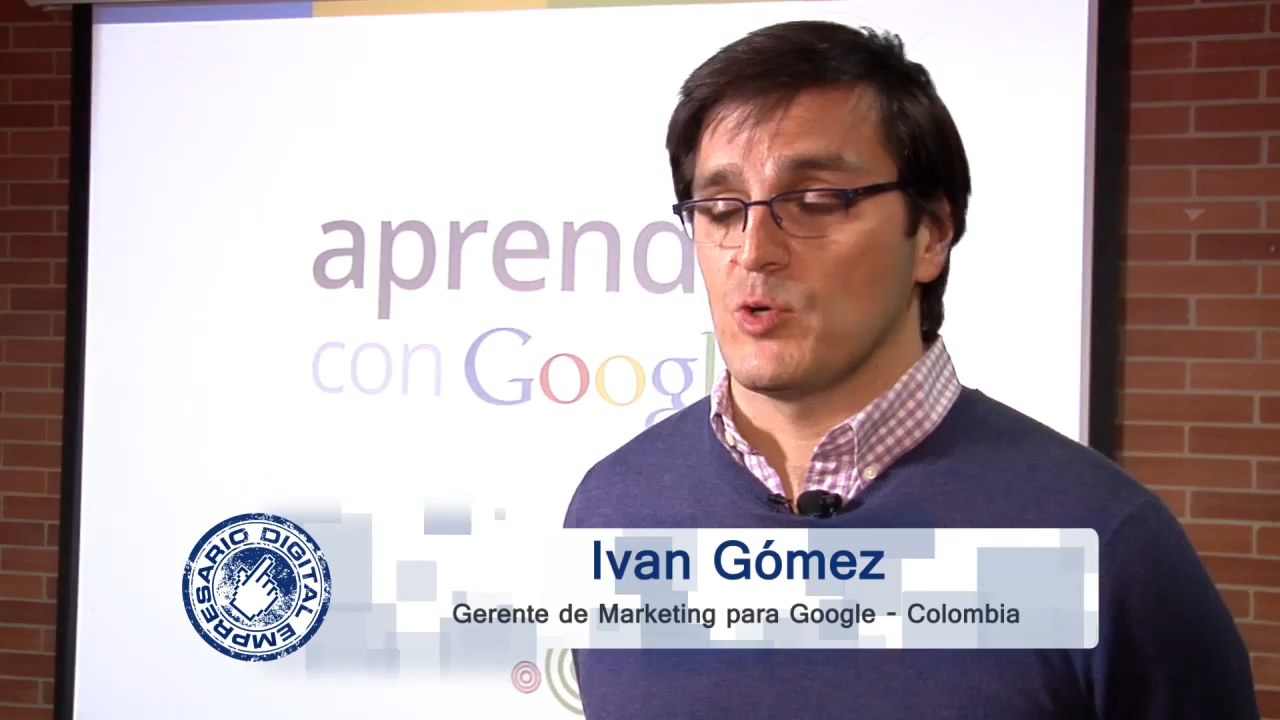 aprend
con Googl
EMPRESARIO DIGITAL
Ivan Gómez
Gerente de Marketing para Google - Colombia